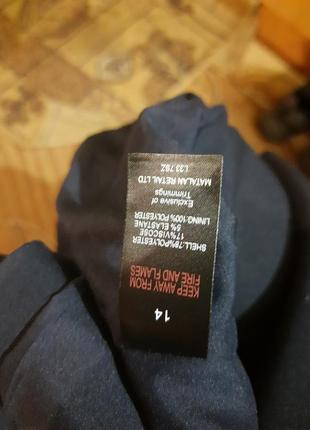 14
KEEP AWAY FROM
FIRE AND FLAMES
SHELL:78%POLYESTER
17%VISCOSE
5% ELASTANE
LINING:100%POLYESTER
Exclusive of
Trimmings
MATALAN RETAIL LTD
L33 7SZ